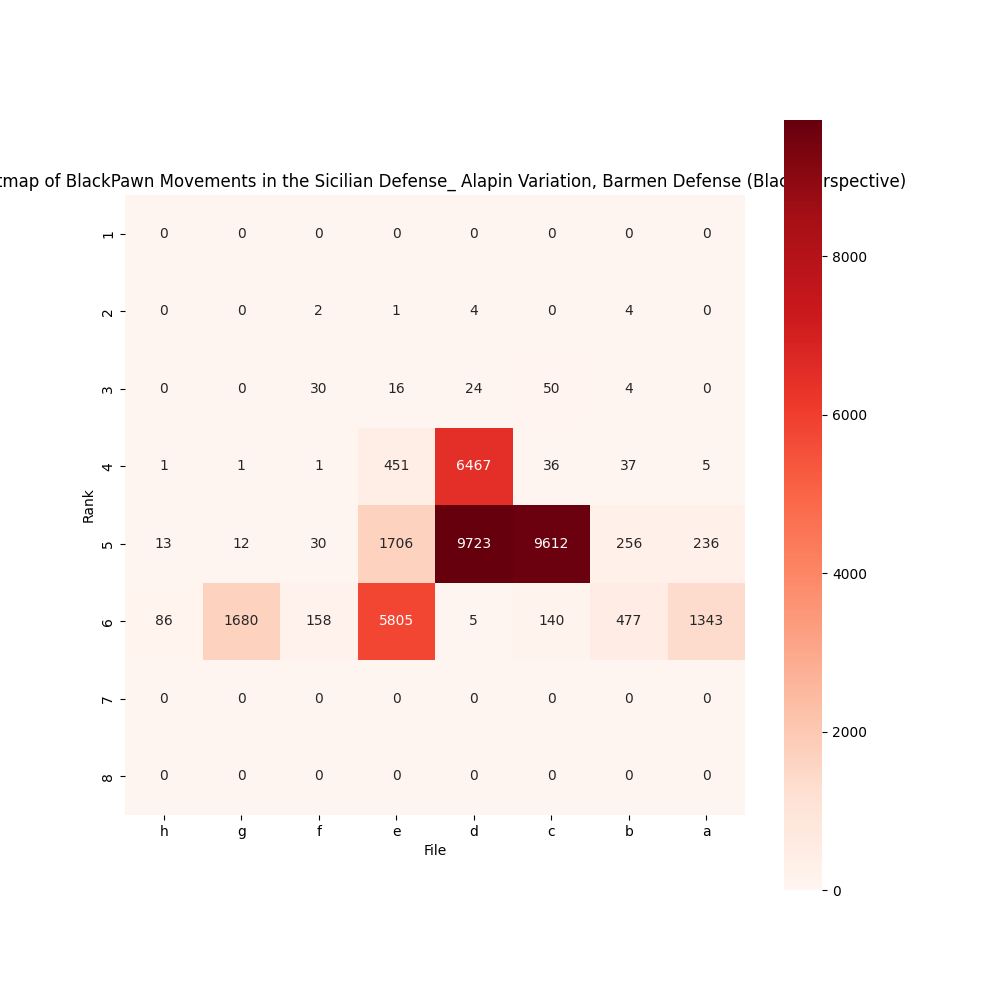 tmap of BlackPawn Movements in the Sicilian Defense_ Alapin Variation, Barmen Defense (Blac rspective)
1 0 0 0 0 0 0 0 0
2 0 0 2 1 4 0 4 0
3 0 0 30 16 24 50 4 0
4 1 1 1 451 6467 36 37 5
5 13 12 30 1706 9723 9612 256 236
6 86 1680 158 5805 5 140 477 1343
7 0 0 0 0 0 0 0 0
8 0 0 0 0 0 0 0 0
h g f e d c b a
Rank
File
8000
6000
4000
2000
0